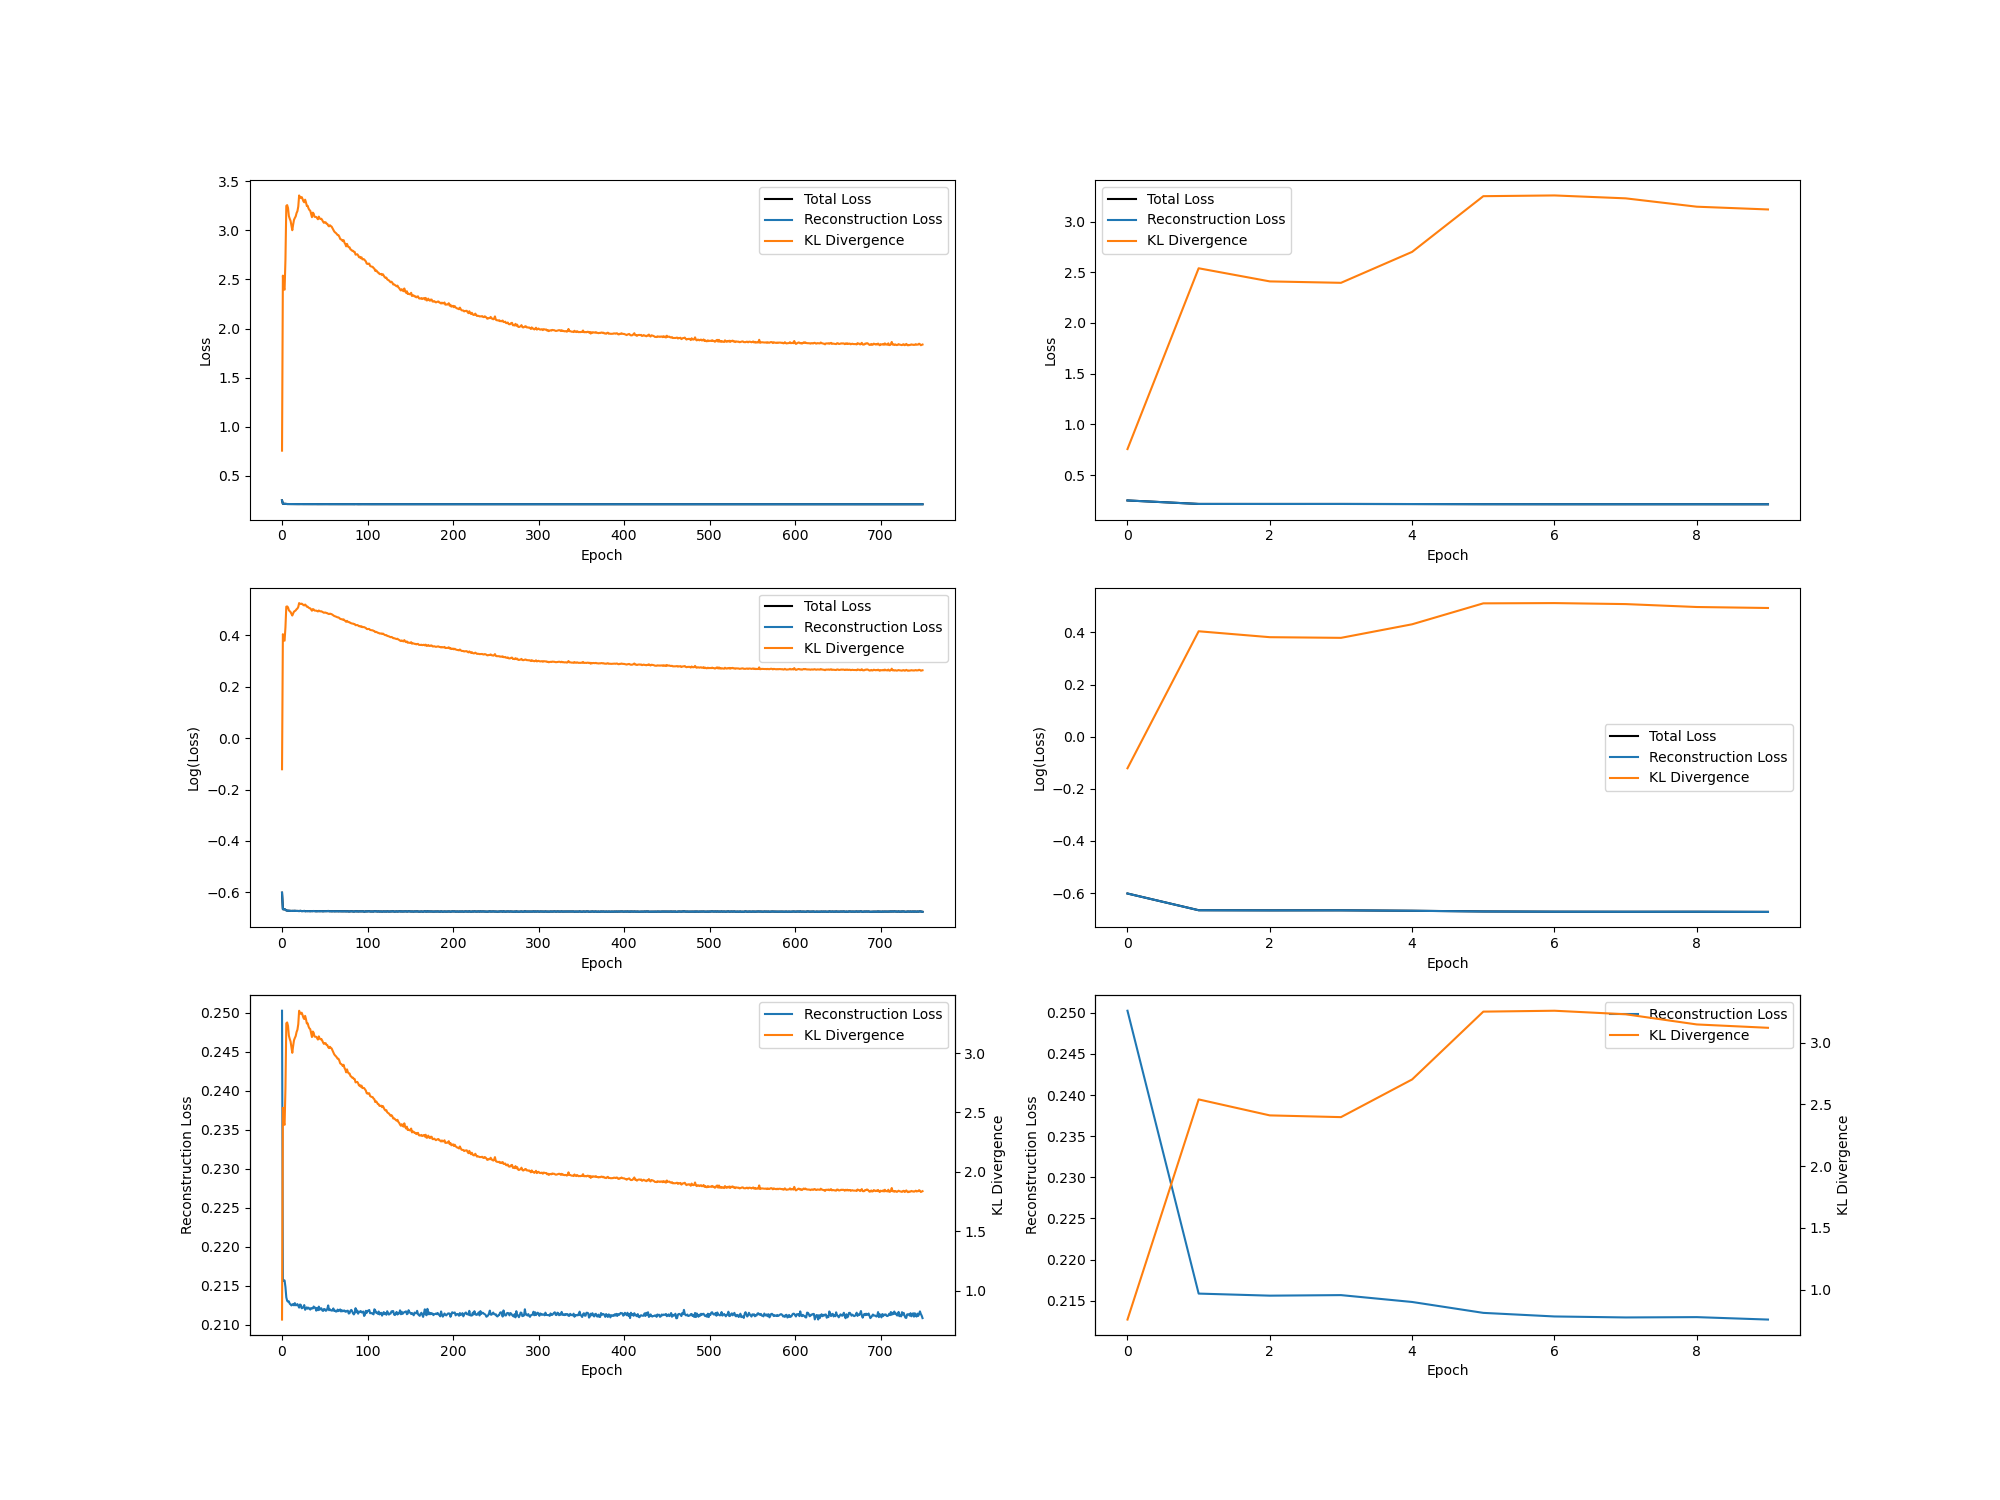 3.5
3.0
2.5
2.0
1.5
1.0
0.5
Loss
0 100 200 300 400 500 600 700
Epoch
Total Loss
Reconstruction Loss
KL Divergence
3.0
2.5
2.0
1.5
1.0
0.5
Loss
0 2 4 6 8
Epoch
Total Loss
Reconstruction Loss
KL Divergence
0.4
0.2
0.0
−0.2
−0.4
−0.6
Log(Loss)
0 100 200 300 400 500 600 700
Epoch
Total Loss
Reconstruction Loss
KL Divergence
0.4
0.2
0.0
−0.2
−0.4
−0.6
Log(Loss)
0 2 4 6 8
Epoch
Total Loss
Reconstruction Loss
KL Divergence
0.250
0.245
0.240
0.235
0.230
0.225
0.220
0.215
0.210
Reconstruction Loss
0 100 200 300 400 500 600 700
Epoch
Reconstruction Loss
KL Divergence
3.0
2.5
2.0
1.5
1.0
KL Divergence
0.250
0.245
0.240
0.235
0.230
0.225
0.220
0.215
Reconstruction Loss
0 2 4 6 8
Epoch
Reconstruction Loss
KL Divergence
3.0
2.5
2.0
1.5
1.0
KL Divergence